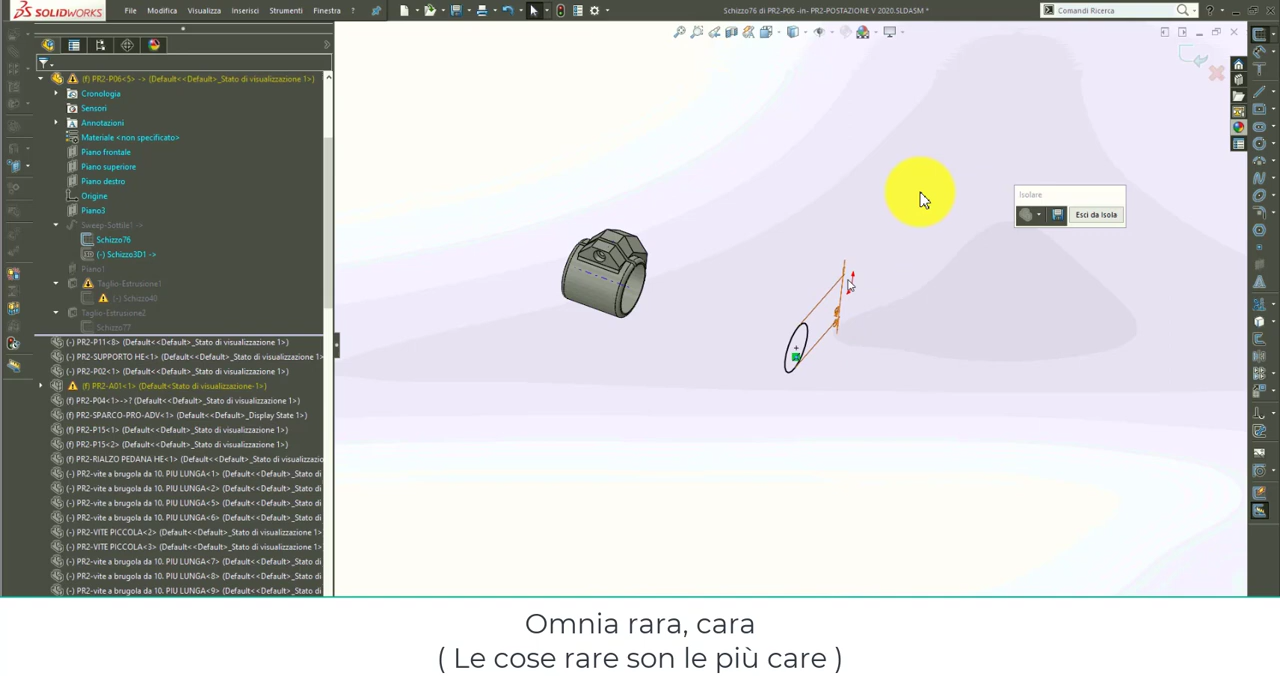 SOLIDWORKS File Modifica Visualizza Inserisci Strumenti Finestra ? Schizzo76 di PR2-P06 -in- PR2-POSTAZIONE V 2020.SLDASM * Comandi Ricerca ?
(f) PR2-P06<5> -> (Default<<Default>_Stato di visualizzazione 1>)
Cronologia
Sensori
Annotazioni
Materiale <non specificato>
Piano frontale
Piano superiore
Piano destro
Origine
Piano3
Sweep-Sottile1 ->
Schizzo76
(-) Schizzo3D1 ->
Piano1
Taglio-Estrusione1
(-) Schizzo40
Taglio-Estrusione2
Schizzo77
(-) PR2-P11<8> (Default<<Default>_Stato di visualizzazione 1>)
(-) PR2-SUPPORTO HE<1> (Default<<Default>_Stato di visualizzazione 1>
(-) PR2-P02<1> (Default<<Default>_Stato di visualizzazione 1>)
(f) PR2-A01<1> (Default<Stato di visualizzazione-1>)
(f) PR2-P04<1>->? (Default<<Default>_Stato di visualizzazione 1>)
(f) PR2-SPARCO-PRO-ADV<1> (Default<<Default>_Display State 1>)
(f) PR2-P15<1> (Default<<Default>_Stato di visualizzazione 1>)
(f) PR2-P15<2> (Default<<Default>_Stato di visualizzazione 1>)
(f) PR2-RIALZO PEDANA HE<1> (Default<<Default>_Stato di visualizzazio
(-) PR2-vite a brugola da 10. PIU LUNGA<1> (Default<<Default>_Stato di
(-) PR2-vite a brugola da 10. PIU LUNGA<2> (Default<<Default>_Stato di
(-) PR2-vite a brugola da 10. PIU LUNGA<5> (Default<<Default>_Stato di
(-) PR2-vite a brugola da 10. PIU LUNGA<6> (Default<<Default>_Stato di
(-) PR2-VITE PICCOLA<2> (Default<<Default>_Stato di visualizzazione 1>
(-) PR2-VITE PICCOLA<3> (Default<<Default>_Stato di visualizzazione 1>
(-) PR2-vite a brugola da 10. PIU LUNGA<7> (Default<<Default>_Stato di
(-) PR2-vite a brugola da 10. PIU LUNGA<8> (Default<<Default>_Stato di
(-) PR2-vite a brugola da 10. PIU LUNGA<9> (Default<<Default>_Stato di
Isolare
Esci da Isola
Omnia rara, cara
( Le cose rare son le più care )